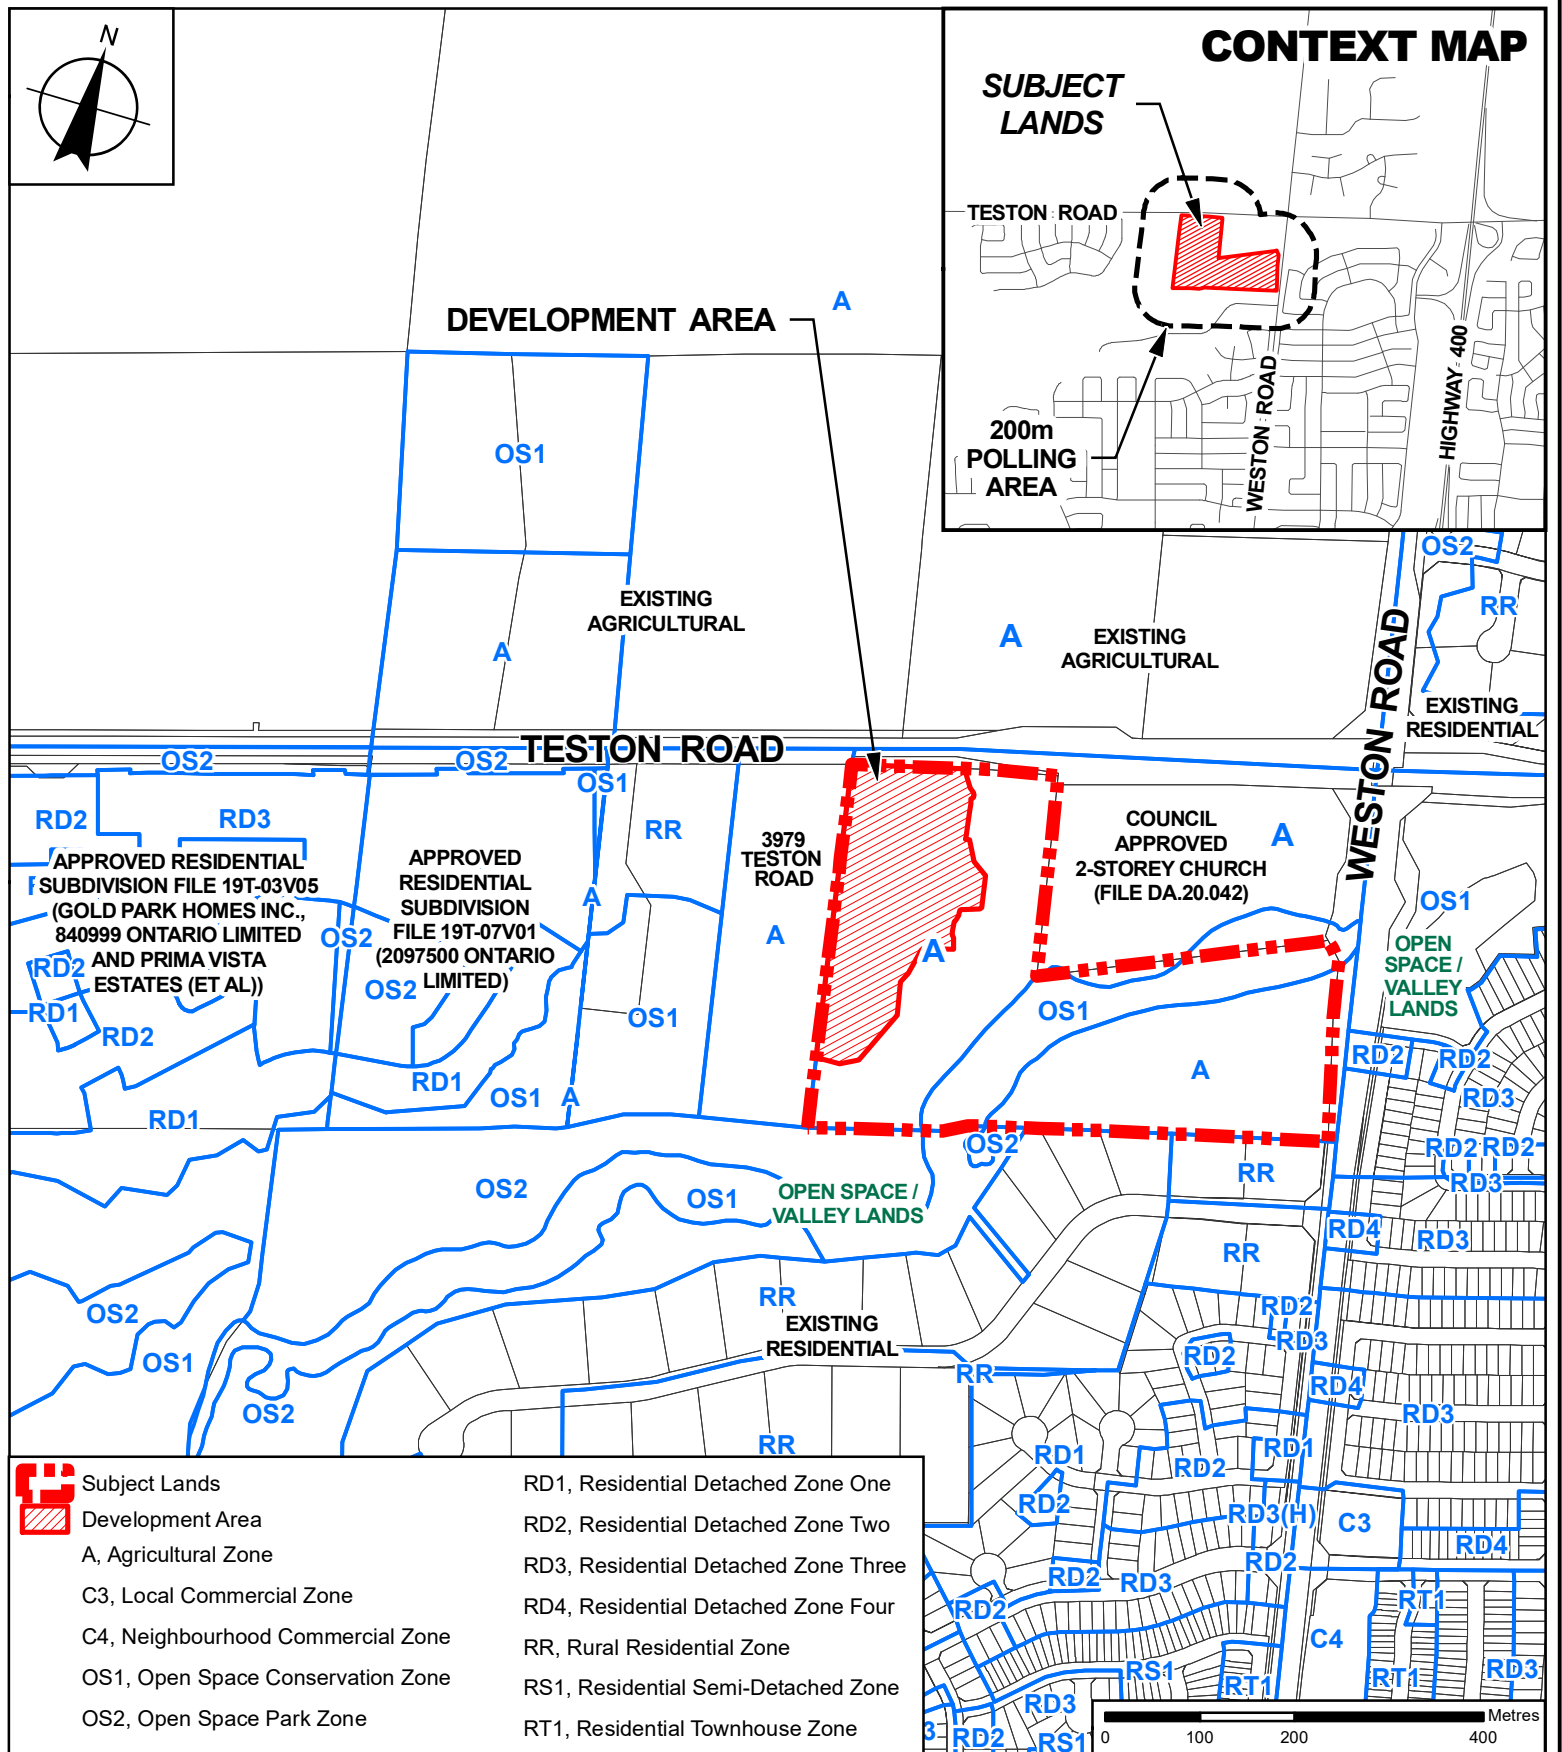 N
CONTEXT MAP
SUBJECT
LANDS
TESTON ROAD
200m
POLLING
AREA
WESTON ROAD
HIGHWAY 400
DEVELOPMENT AREA
A
OS1
EXISTING
AGRICULTURAL
A
A
EXISTING
AGRICULTURAL
OS2
RR
EXISTING
RESIDENTIAL
WESTON ROAD
TESTON ROAD
OS2
OS2
OS1
RD2
RD3
RR
3979
TESTON
ROAD
A
COUNCIL
APPROVED
2-STOREY CHURCH
(FILE DA.20.042)
A
APPROVED RESIDENTIAL
SUBDIVISION FILE 19T-03V05
(GOLD PARK HOMES INC.,
840999 ONTARIO LIMITED
AND PRIMA VISTA
ESTATES (ET AL))
APPROVED
RESIDENTIAL
SUBDIVISION
FILE 19T-07V01
(2097500 ONTARIO
LIMITED)
A
OS2
OS2
RD2
RD1
RD2
OS1
A
OS1
OS1
OPEN
SPACE /
VALLEY
LANDS
A
RD1
RD1
OS1
A
RD2
RD2
RD3
RD2
RD2
RD3
OS2
RR
OS2
OS1
OPEN SPACE /
VALLEY LANDS
RD4
RD3
RR
RR
EXISTING
RESIDENTIAL
OS2
OS1
OS2
RD2
RD3
RD2
RR
RD4
RD3
RR
RD1
RD2
RD1
RD2
RD3(H)
C3
RD4
RD2
RD2
RD3
RD2
RT1
C4
RS1
RT1
RT1
RD3
RD3
3
RD2
RS1
Subject Lands
Development Area
A, Agricultural Zone
C3, Local Commercial Zone
C4, Neighbourhood Commercial Zone
OS1, Open Space Conservation Zone
OS2, Open Space Park Zone
RD1, Residential Detached Zone One
RD2, Residential Detached Zone Two
RD3, Residential Detached Zone Three
RD4, Residential Detached Zone Four
RR, Rural Residential Zone
RS1, Residential Semi-Detached Zone
RT1, Residential Townhouse Zone
Metres
0 100 200 400